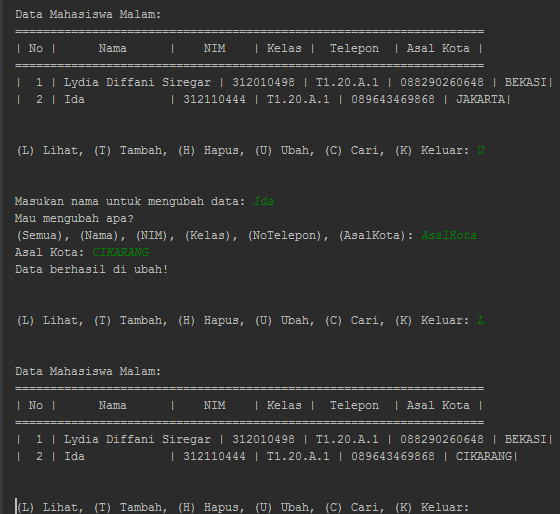 Data Mahasiswa Malam:
==================================================================
| No |      Nama      |    NIM    | Kelas |  Telepon  | Asal Kota |
==================================================================
|  1 | Lydia Diffani Siregar | 312010498 | T1.20.A.1 | 088290260648 | BEKASI|
|  2 | Ida            | 312110444 | T1.20.A.1 | 089643469868 | JAKARTA|
(L) Lihat, (T) Tambah, (H) Hapus, (U) Ubah, (C) Cari, (K) Keluar: U
Masukan nama untuk mengubah data: Ida
Mau mengubah apa?
(Semua), (Nama), (NIM), (Kelas), (NoTelepon), (AsalKota): AsalKota
Asal Kota: CIKARANG
Data berhasil di ubah!
(L) Lihat, (T) Tambah, (H) Hapus, (U) Ubah, (C) Cari, (K) Keluar: L
Data Mahasiswa Malam:
==================================================================
| No |      Nama      |    NIM    | Kelas |  Telepon  | Asal Kota |
==================================================================
|  1 | Lydia Diffani Siregar | 312010498 | T1.20.A.1 | 088290260648 | BEKASI|
|  2 | Ida            | 312110444 | T1.20.A.1 | 089643469868 | CIKARANG|
(L) Lihat, (T) Tambah, (H) Hapus, (U) Ubah, (C) Cari, (K) Keluar: